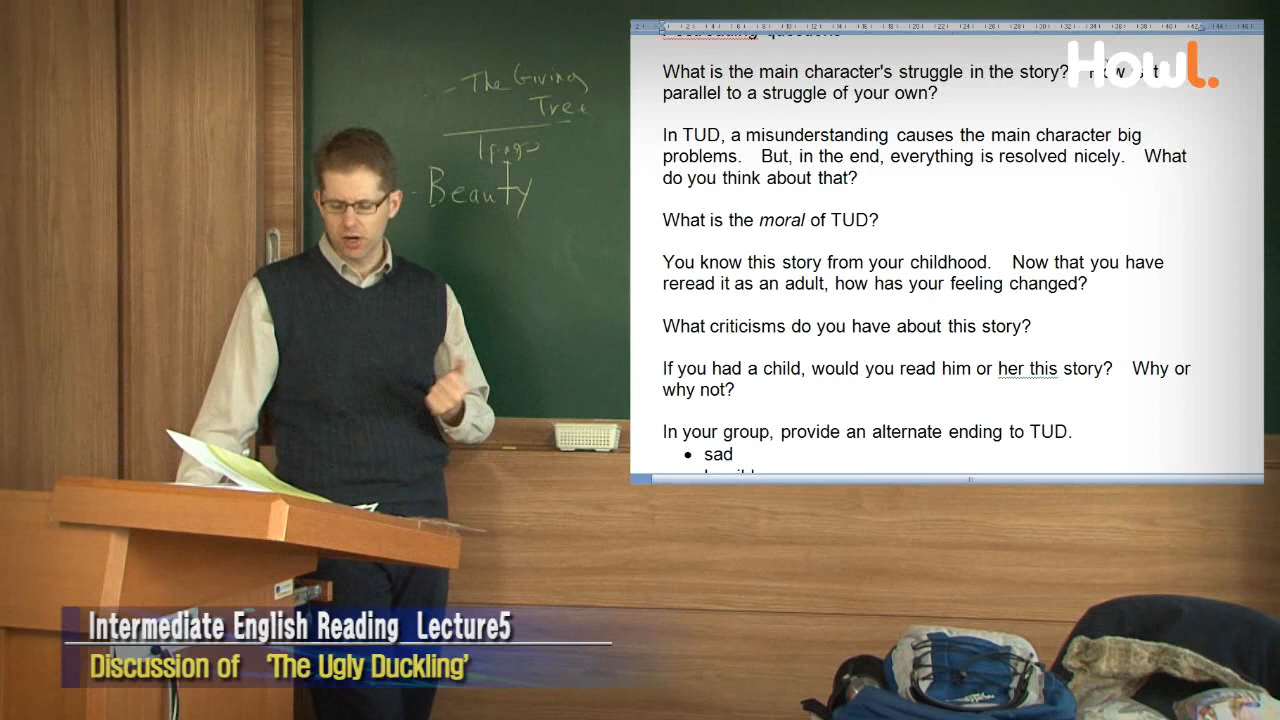 The Giving
Tree
Beauty
Howl.
What is the main character's struggle in the story?
parallel to a struggle of your own?
In TUD, a misunderstanding causes the main character big
problems. But, in the end, everything is resolved nicely. What
do you think about that?
What is the moral of TUD?
You know this story from your childhood. Now that you have
reread it as an adult, how has your feeling changed?
What criticisms do you have about this story?
If you had a child, would you read him or her this story? Why or
why not?
In your group, provide an alternate ending to TUD.
• sad
Intermediate English Reading Lecture5
Discussion of 'The Ugly Duckling'